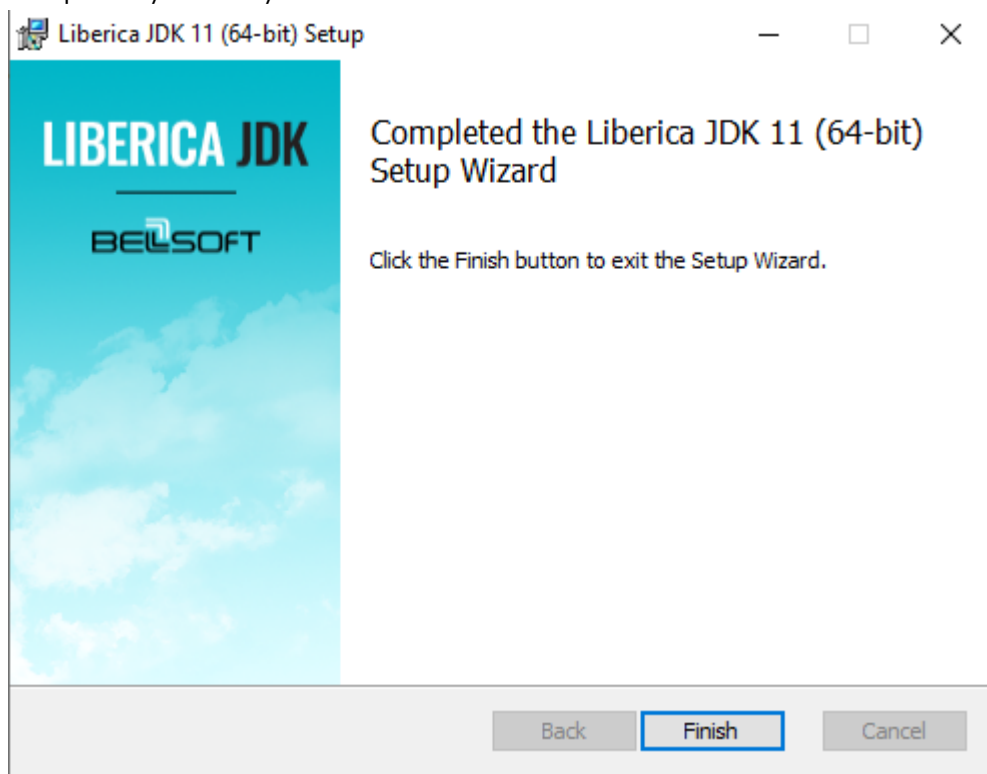 Liberica JDK 11 (64-bit) Setup
LIBERICA JDK
BELLSOFT
Completed the Liberica JDK 11 (64-bit)
Setup Wizard
Click the Finish button to exit the Setup Wizard.
Back Finish Cancel